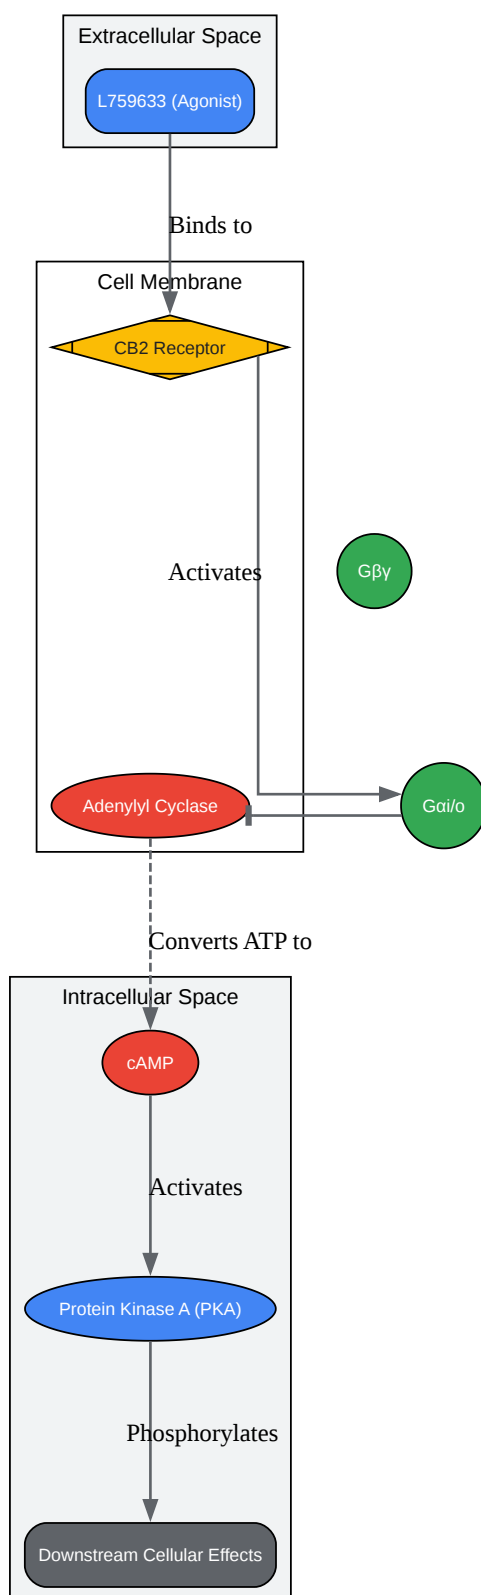 Extracellular Space
L759633 (Agonist)
Binds to
Cell Membrane
CB2 Receptor
Activates
Gβγ
Adenylyl Cyclase
Gαi/o
Converts ATP to
Intracellular Space
cAMP
Activates
Protein Kinase A (PKA)
Phosphorylates
Downstream Cellular Effects